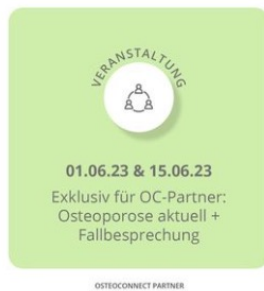 VERANSTALTUNG
01.06.23 & 15.06.23
Exklusiv für OC-Partner:
Osteoporose aktuell +
Fallbesprechung
OSTEOCONNECT PARTNER